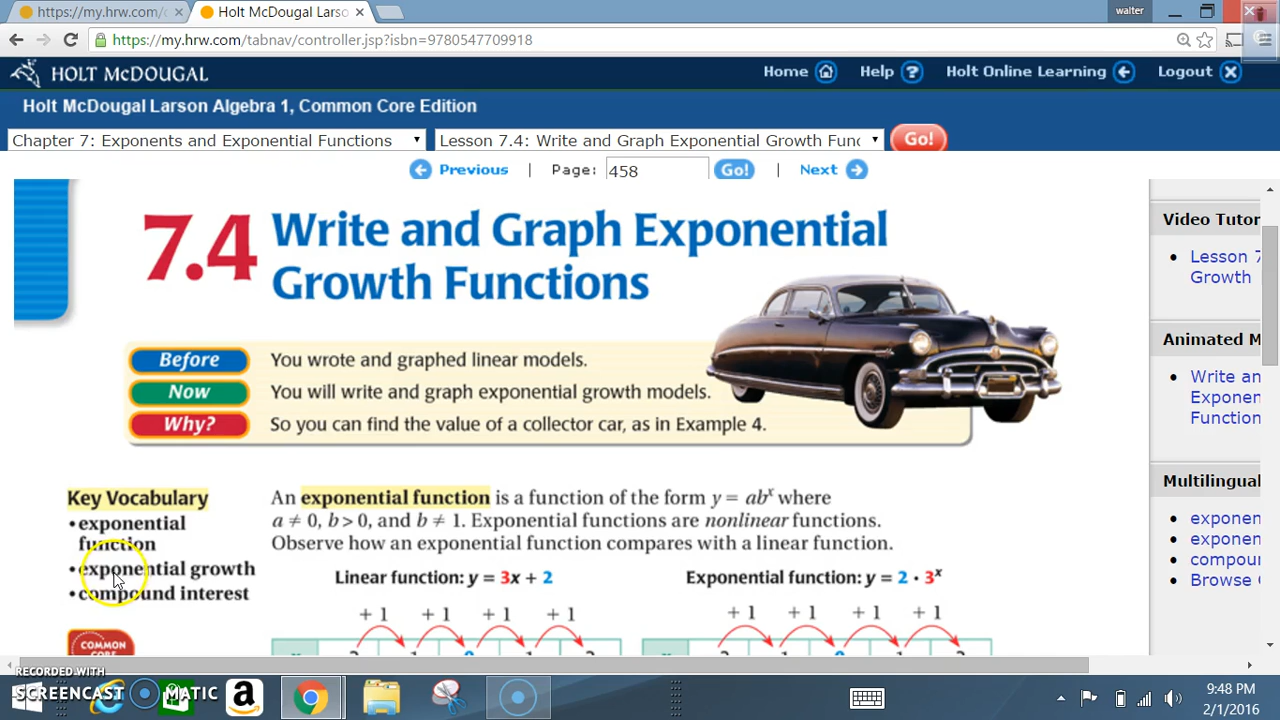 https://my.hrw.com/
Holt McDougal Larso
walter
https://my.hrw.com/tabnav/controller.jsp?isbn=9780547709918
HOLT MCDOUGAL
Home
Help ?
Holt Online Learning
Logout X
Holt McDougal Larson Algebra 1, Common Core Edition
Chapter 7: Exponents and Exponential Functions
Lesson 7.4: Write and Graph Exponential Growth Func
Go!
Previous | Page: 458 Go! | Next
7.4 Write and Graph Exponential
Growth Functions
Before You wrote and graphed linear models.
Now You will write and graph exponential growth models.
Why? So you can find the value of a collector car, as in Example 4.
Key Vocabulary
• exponential
function
• exponential growth
• compound interest
COMMON
CORE
An exponential function is a function of the form y = abˣ where
a ≠ 0, b > 0, and b ≠ 1. Exponential functions are nonlinear functions.
Observe how an exponential function compares with a linear function.
Linear function: y = 3x + 2
+ 1 + 1 + 1 + 1
Exponential function: y = 2 · 3ˣ
+ 1 + 1 + 1 + 1
Video Tutor
• Lesson 7
Growth
Animated M
• Write an
Exponen
Function
Multilingual
• exponen
• exponen
• compour
• Browse
RECORDED WITH
SCREENCAST MATIC
9:48 PM
2/1/2016